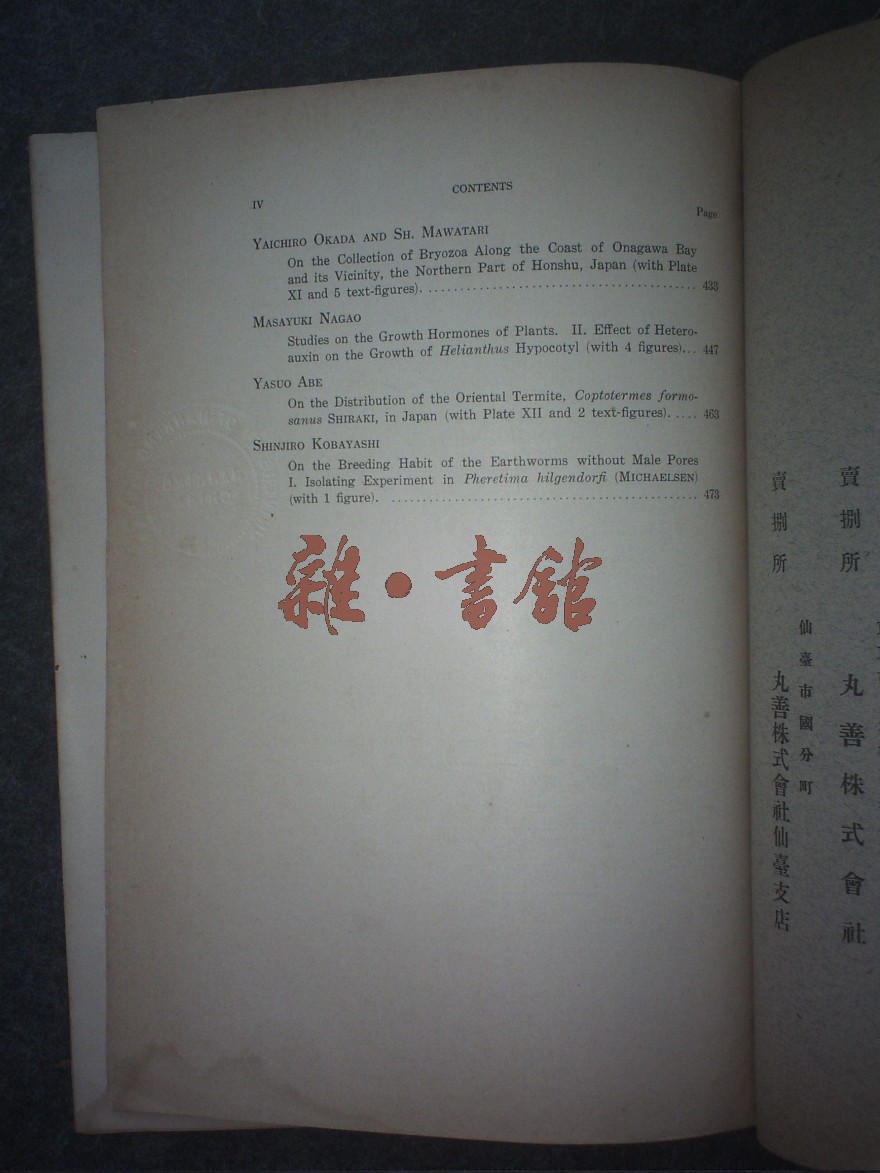 CONTENTS
IV
Page
YAICHIRO OKADA AND SH. MAWATARI
On the Collection of Bryozoa Along the Coast of Onagawa Bay
and its Vicinity, the Northern Part of Honshu, Japan (with Plate
XI and 5 text-figures). 433
MASAYUKI NAGAO
Studies on the Growth Hormones of Plants. II. Effect of Hetero-
auxin on the Growth of Helianthus Hypocotyl (with 4 figures)... 447
YASUO ABE
On the Distribution of the Oriental Termite, Coptotermes formo-
sanus SHIRAKI, in Japan (with Plate XII and 2 text-figures). .... 463
SHINJIRO KOBAYASHI
On the Breeding Habit of the Earthworms without Male Pores
I. Isolating Experiment in Pheretima hilgendorfi (MICHAELSEN)
(with 1 figure). 473
雜·書館
賣捌所 丸善株式會社
仙臺市國分町
賣捌所 丸善株式會社仙臺支店